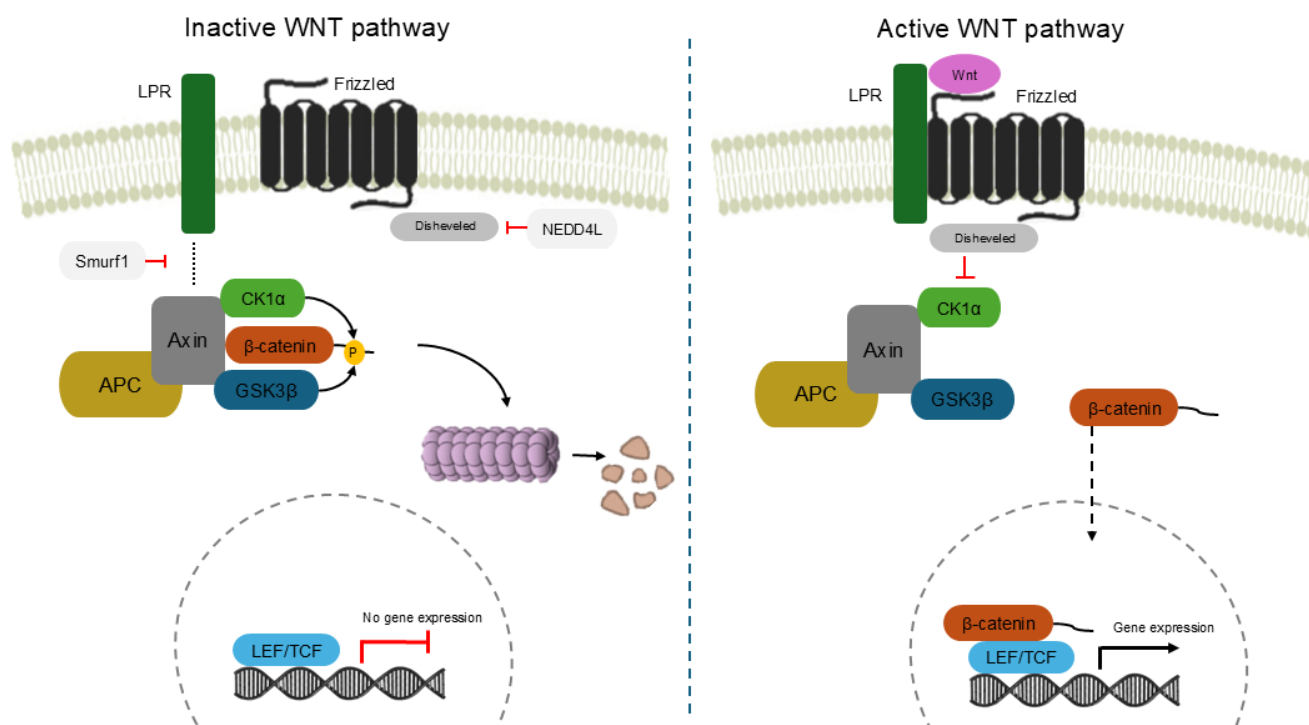 Inactive WNT pathway
LPR
Frizzled
Disheveled
NEDD4L
Smurf1
CK1α
Axin
β-catenin
P
APC
GSK3β
No gene expression
LEF/TCF
Active WNT pathway
Wnt
LPR
Frizzled
Disheveled
CK1α
Axin
APC
GSK3β
β-catenin
β-catenin
Gene expression
LEF/TCF